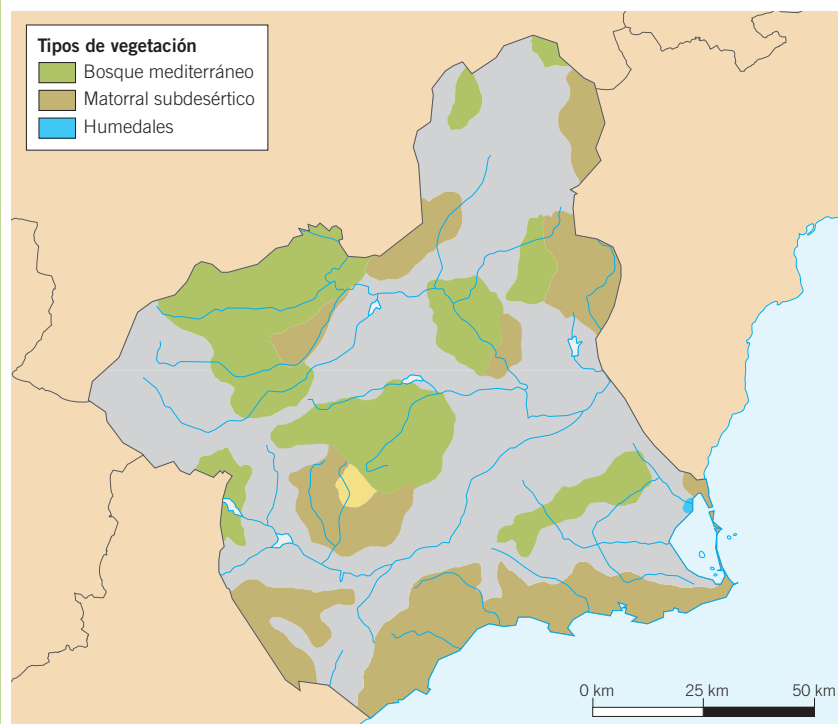 Tipos de vegetación
Bosque mediterráneo
Matorral subdesértico
Humedales
0 km 25 km 50 km